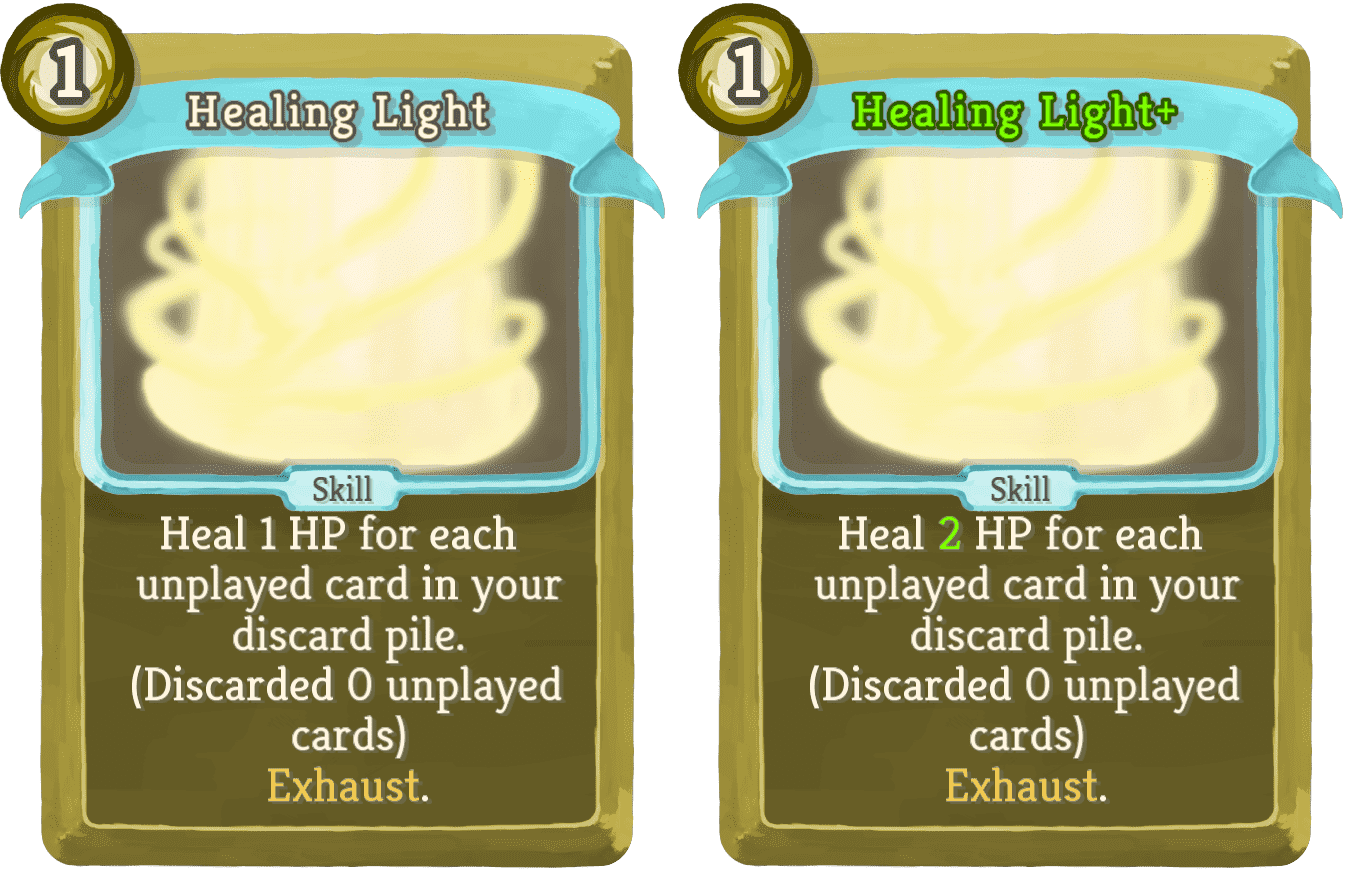 1
Healing Light
Skill
Heal 1 HP for each
unplayed card in your
discard pile.
(Discarded 0 unplayed
cards)
Exhaust.
1
Healing Light+
Skill
Heal 2 HP for each
unplayed card in your
discard pile.
(Discarded 0 unplayed
cards)
Exhaust.